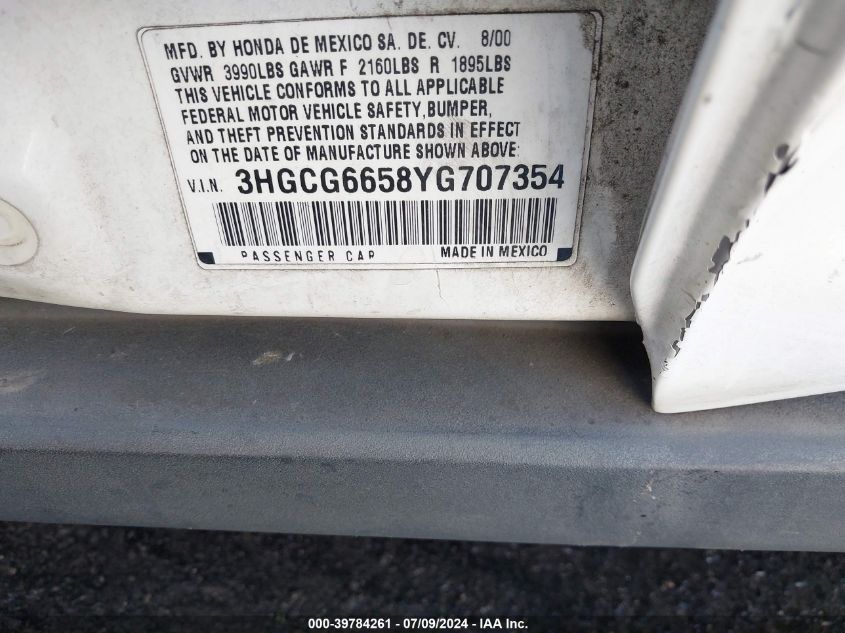 MFD. BY HONDA DE MEXICO SA. DE. CV. 8/00
GVWR 3990LBS GAWR F 2160LBS R 1895LBS
THIS VEHICLE CONFORMS TO ALL APPLICABLE
FEDERAL MOTOR VEHICLE SAFETY, BUMPER,
AND THEFT PREVENTION STANDARDS IN EFFECT
ON THE DATE OF MANUFACTURE SHOWN ABOVE:
V.I.N. 3HGCG6658YG707354
PASSENGER CAR MADE IN MEXICO
000-39784261 - 07/09/2024 - IAA Inc.